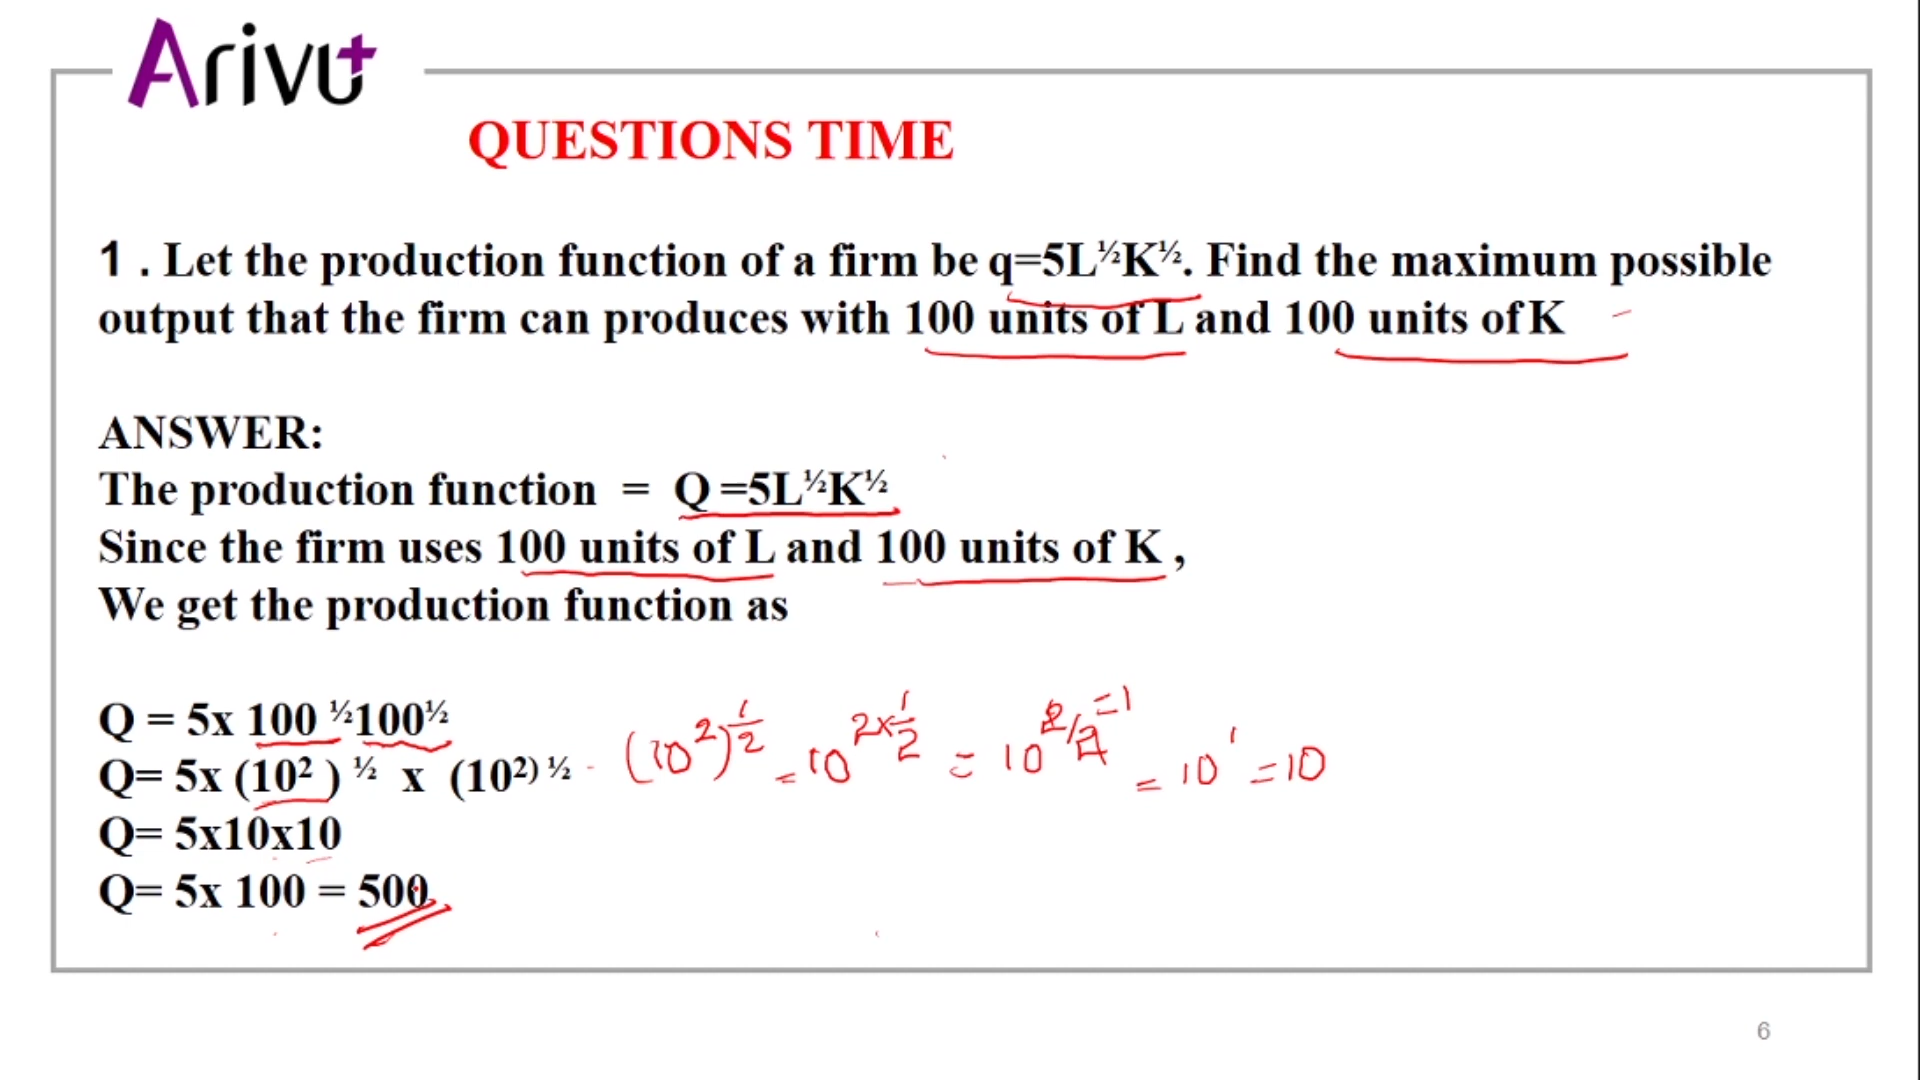 Arivu+
QUESTIONS TIME
1 . Let the production function of a firm be q=5L½K½. Find the maximum possible
output that the firm can produces with 100 units of L and 100 units of K
ANSWER:
The production function = Q =5L½K½
Since the firm uses 100 units of L and 100 units of K ,
We get the production function as
Q = 5x 100 ½100½
Q= 5x (10² ) ½ x (10²) ½ (10²)^1/2 = 10^2x1/2 = 10^2/2 =1 = 10^1 = 10
Q= 5x10x10
Q= 5x 100 = 500
6